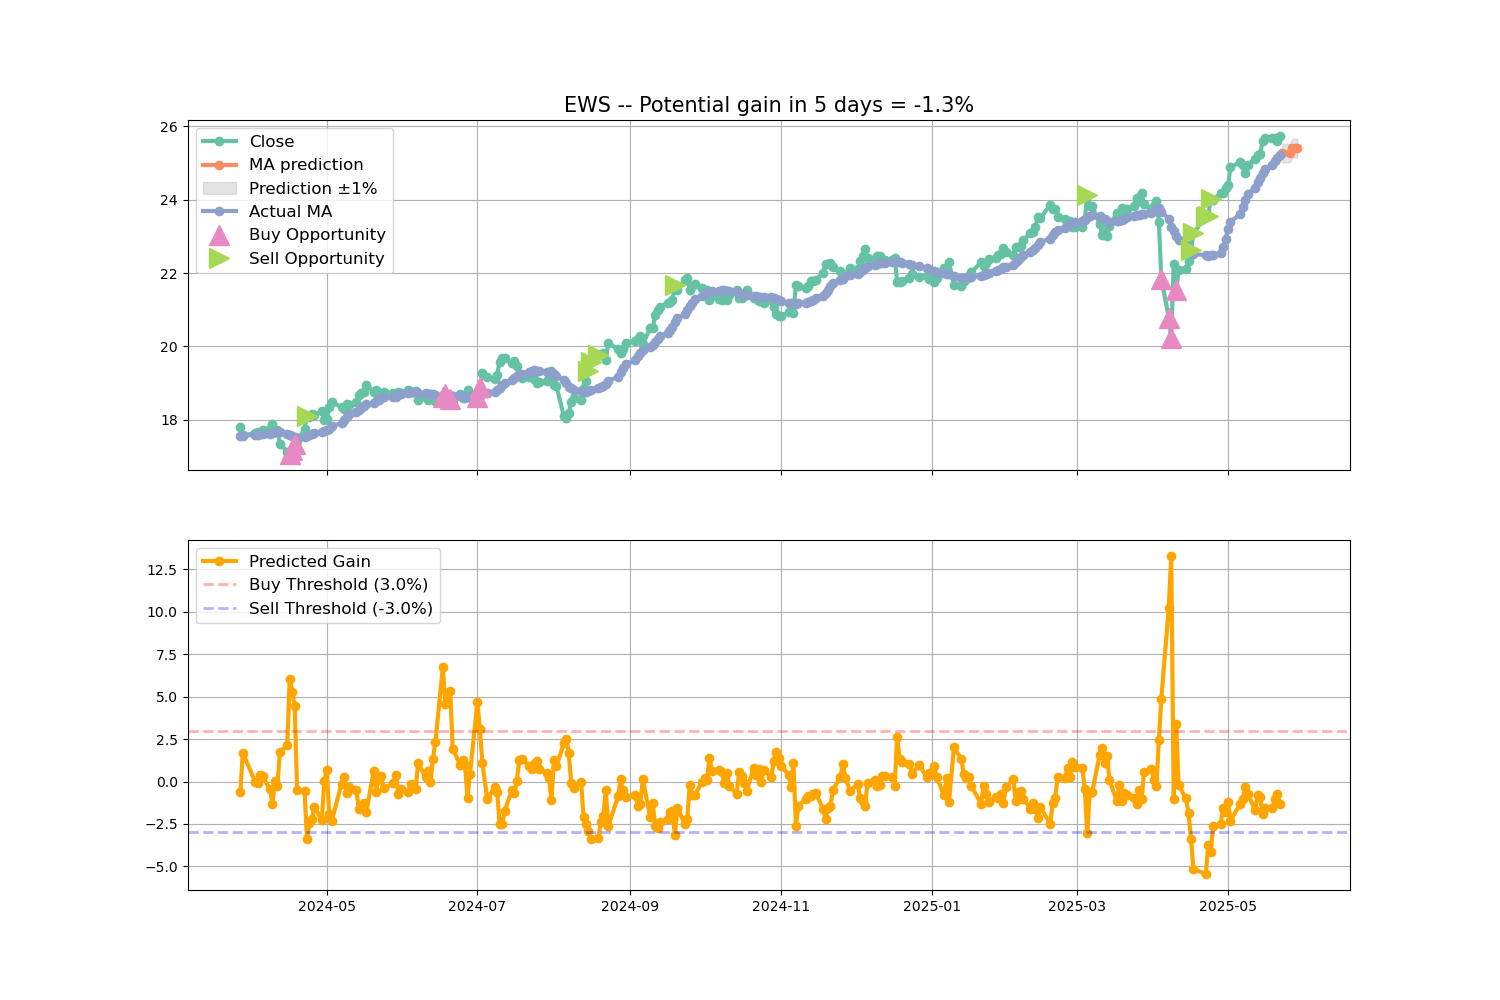 EWS -- Potential gain in 5 days = -1.3%
26
24
22
20
18
Close
MA prediction
Prediction ±1%
Actual MA
Buy Opportunity
Sell Opportunity
12.5
10.0
7.5
5.0
2.5
0.0
−2.5
−5.0
Predicted Gain
Buy Threshold (3.0%)
Sell Threshold (-3.0%)
2024-05
2024-07
2024-09
2024-11
2025-01
2025-03
2025-05